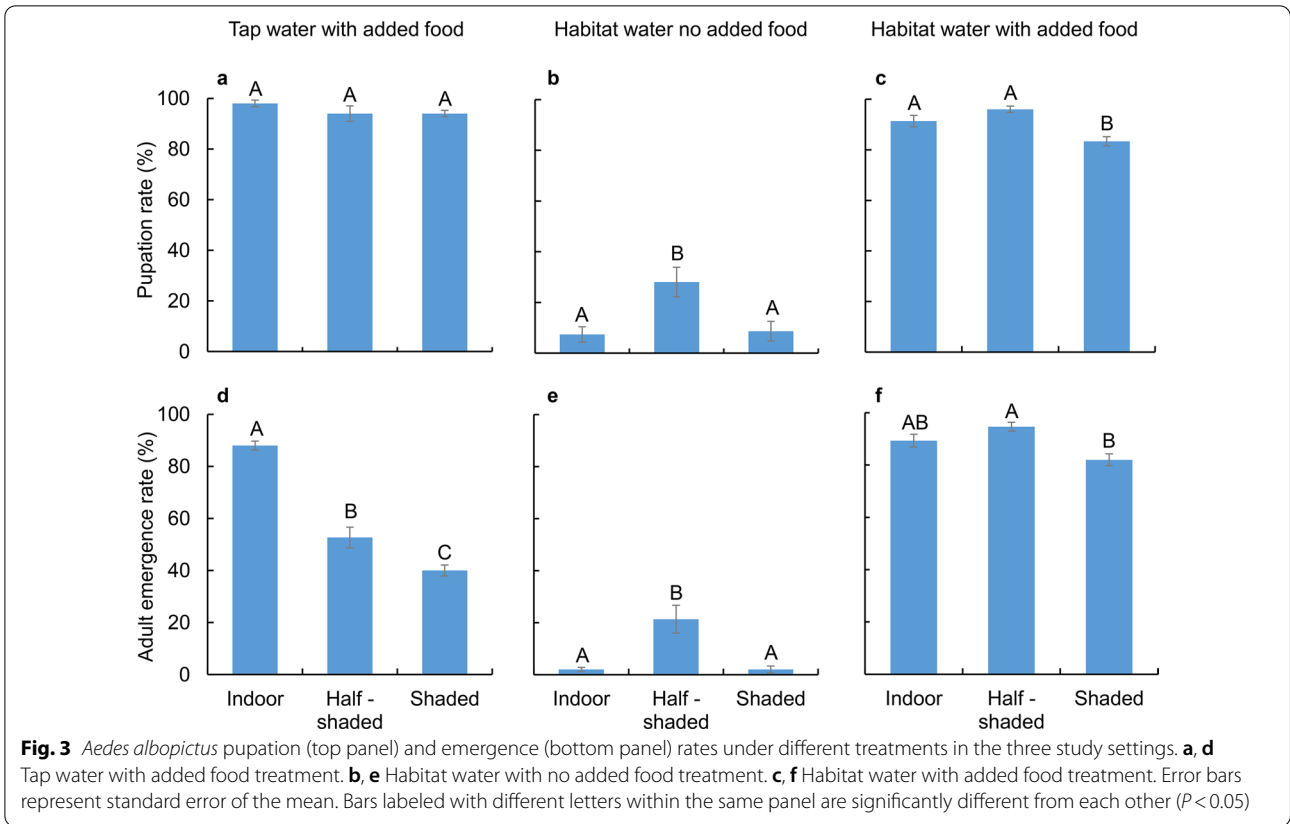 Tap water with added food
Habitat water no added food
Habitat water with added food
a
b
c
Pupation rate (%)
100
80
60
40
20
0
A
A
A
A
B
A
A
A
B
d
e
f
Adult emergence rate (%)
100
80
60
40
20
0
A
B
C
A
B
A
AB
A
B
Indoor
Half -
shaded
Shaded
Indoor
Half -
shaded
Shaded
Indoor
Half -
shaded
Shaded
Fig. 3 Aedes albopictus pupation (top panel) and emergence (bottom panel) rates under different treatments in the three study settings. a, d
Tap water with added food treatment. b, e Habitat water with no added food treatment. c, f Habitat water with added food treatment. Error bars
represent standard error of the mean. Bars labeled with different letters within the same panel are significantly different from each other (P < 0.05)